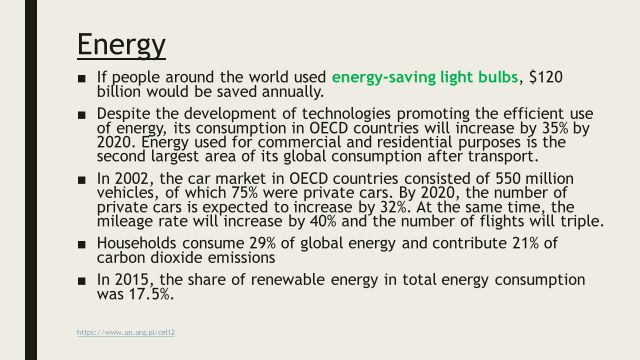 Energy
■ If people around the world used energy-saving light bulbs, $120
billion would be saved annually.
■ Despite the development of technologies promoting the efficient use
of energy, its consumption in OECD countries will increase by 35% by
2020. Energy used for commercial and residential purposes is the
second largest area of its global consumption after transport.
■ In 2002, the car market in OECD countries consisted of 550 million
vehicles, of which 75% were private cars. By 2020, the number of
private cars is expected to increase by 32%. At the same time, the
mileage rate will increase by 40% and the number of flights will triple.
■ Households consume 29% of global energy and contribute 21% of
carbon dioxide emissions
■ In 2015, the share of renewable energy in total energy consumption
was 17.5%.
https://www.un.org.pl/cel12